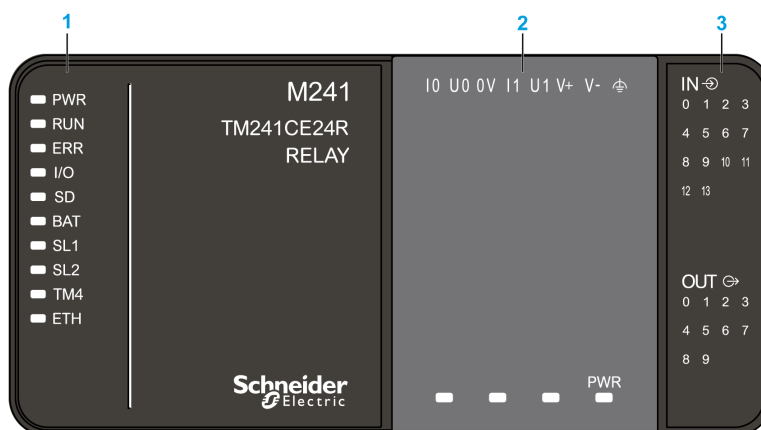 1
2
3
PWR
RUN
ERR
I/O
SD
BAT
SL1
SL2
TM4
ETH
M241
TM241CE24R
RELAY
Schneider
Electric
I0 U0 0V I1 U1 V+ V-
PWR
IN
0 1 2 3
4 5 6 7
8 9 10 11
12 13
OUT
0 1 2 3
4 5 6 7
8 9